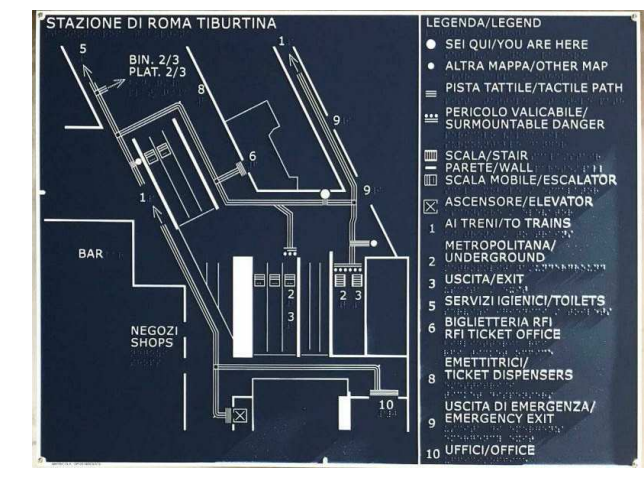 STAZIONE DI ROMA TIBURTINA
5
1
BIN. 2/3
PLAT. 2/3
8
9
6
9
1
BAR
2
2 3
3
NEGOZI
SHOPS
10
LEGENDA/LEGEND
SEI QUI/YOU ARE HERE
ALTRA MAPPA/OTHER MAP
PISTA TATTILE/TACTILE PATH
PERICOLO VALICABILE/
SURMOUNTABLE DANGER
SCALA/STAIR
PARETE/WALL
SCALA MOBILE/ESCALATOR
ASCENSORE/ELEVATOR
1 AI TRENI/TO TRAINS
METROPOLITANA/
2 UNDERGROUND
3 USCITA/EXIT
5 SERVIZI IGIENICI/TOILETS
6 BIGLIETTERIA RFI
RFI TICKET OFFICE
EMETTITRICI/
8 TICKET DISPENSERS
USCITA DI EMERGENZA/
9 EMERGENCY EXIT
10 UFFICI/OFFICE